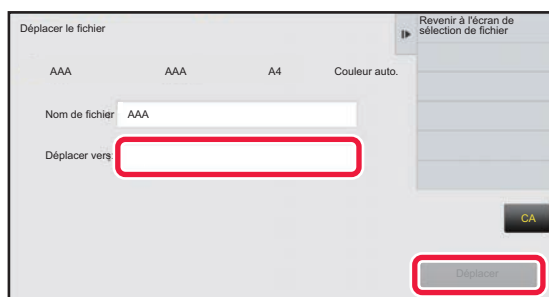 Déplacer le fichier
Revenir à l'écran de
sélection de fichier
AAA AAA A4 Couleur auto.
Nom de fichier AAA
Déplacer vers:
CA
Déplacer